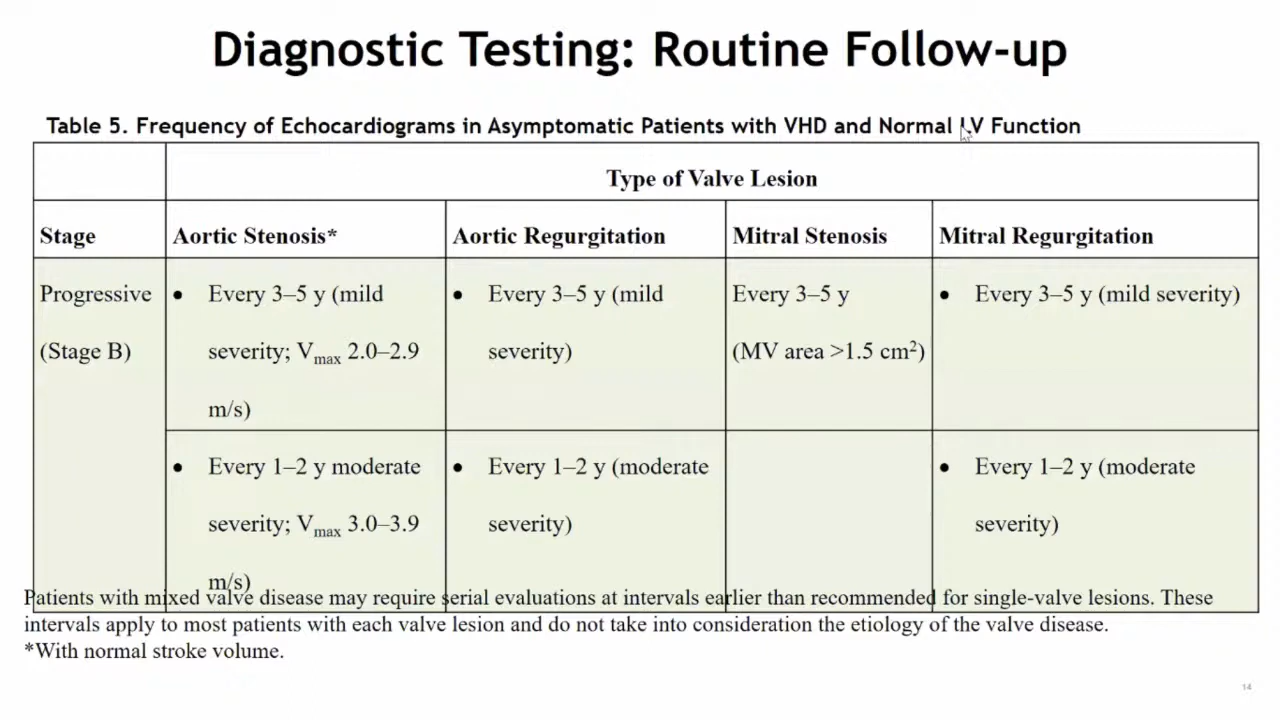 Diagnostic Testing: Routine Follow-up
Table 5. Frequency of Echocardiograms in Asymptomatic Patients with VHD and Normal LV Function
Type of Valve Lesion
Stage
Aortic Stenosis*
Aortic Regurgitation
Mitral Stenosis
Mitral Regurgitation
Progressive
(Stage B)
• Every 3–5 y (mild
severity; Vmax 2.0–2.9
m/s)
• Every 3–5 y (mild
severity)
Every 3–5 y
(MV area >1.5 cm²)
• Every 3–5 y (mild severity)
• Every 1–2 y moderate
severity; Vmax 3.0–3.9
m/s)
• Every 1–2 y (moderate
severity)
• Every 1–2 y (moderate
severity)
Patients with mixed valve disease may require serial evaluations at intervals earlier than recommended for single-valve lesions. These
intervals apply to most patients with each valve lesion and do not take into consideration the etiology of the valve disease.
*With normal stroke volume.
14